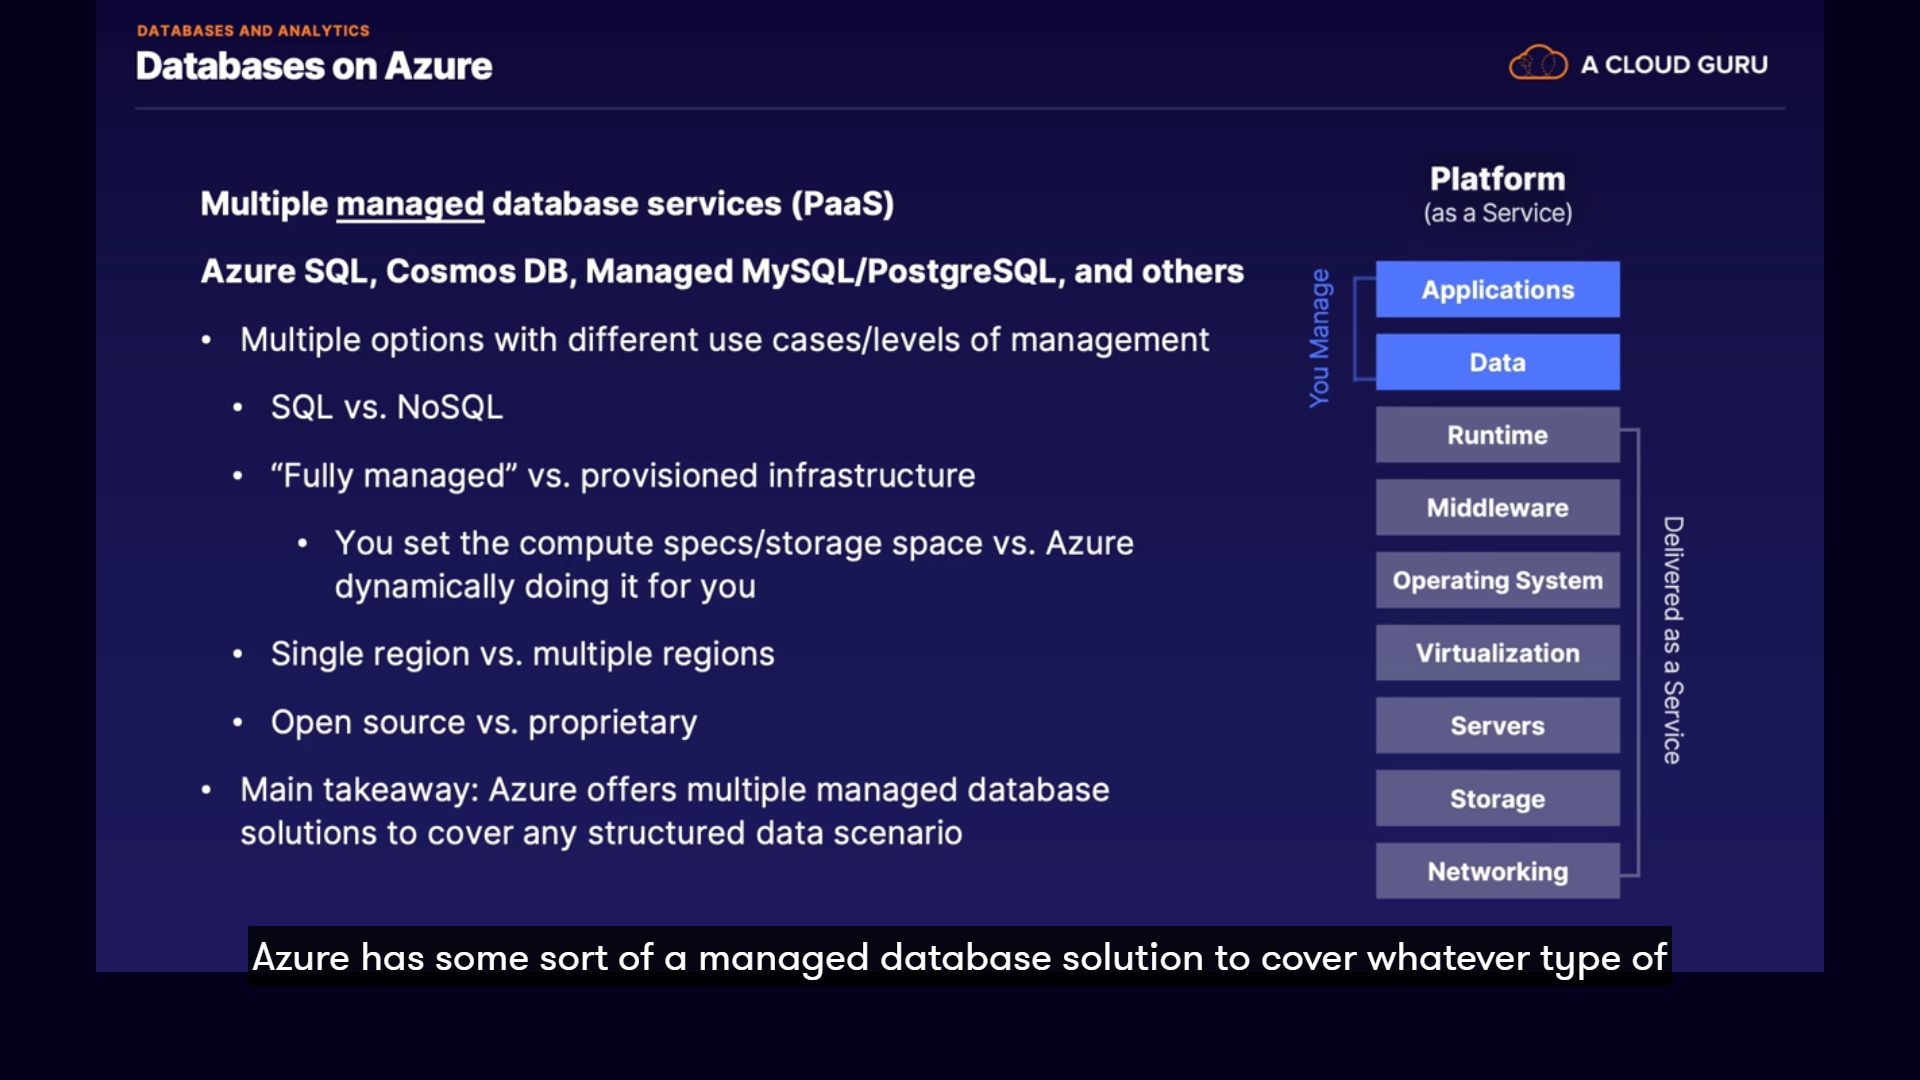 DATABASES AND ANALYTICS
Databases on Azure
A CLOUD GURU
Multiple managed database services (PaaS)
Azure SQL, Cosmos DB, Managed MySQL/PostgreSQL, and others
• Multiple options with different use cases/levels of management
• SQL vs. NoSQL
• “Fully managed” vs. provisioned infrastructure
• You set the compute specs/storage space vs. Azure
dynamically doing it for you
• Single region vs. multiple regions
• Open source vs. proprietary
• Main takeaway: Azure offers multiple managed database
solutions to cover any structured data scenario
Platform
(as a Service)
You Manage
Applications
Data
Runtime
Middleware
Operating System
Virtualization
Servers
Storage
Networking
Delivered as a Service
Azure has some sort of a managed database solution to cover whatever type of